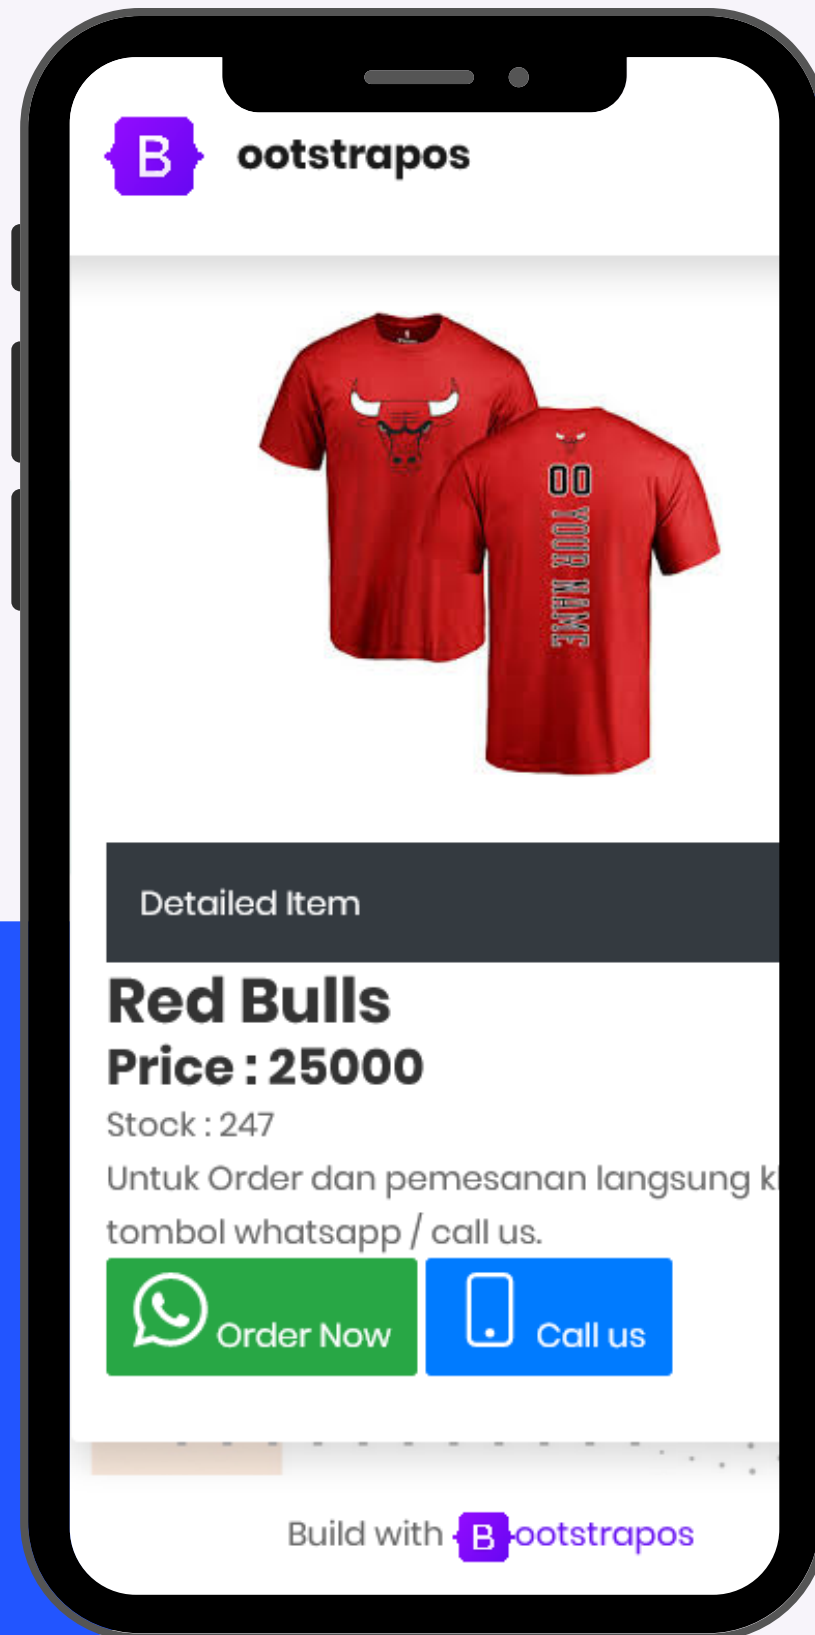 B ootstrapos
00
YOUR NAME
Detailed Item
Red Bulls
Price : 25000
Stock : 247
Untuk Order dan pemesanan langsung
tombol whatsapp / call us.
Order Now
Call us
Build with B ootstrapos